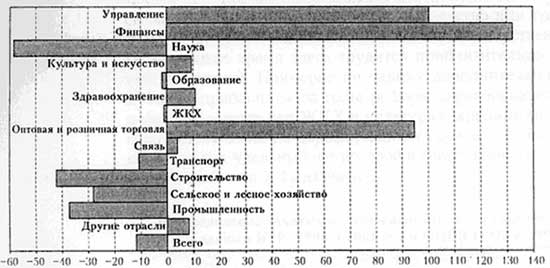 Управление
Финансы
Наука
Культура и искусство
Образование
Здравоохранение
ЖКХ
Оптовая и розничная торговля
Связь
Транспорт
Строительство
Сельское и лесное хозяйство
Промышленность
Другие отрасли
Всего
-60 -50 -40 -30 -20 -10 0 10 20 30 40 50 60 70 80 90 100 110 120 130 140